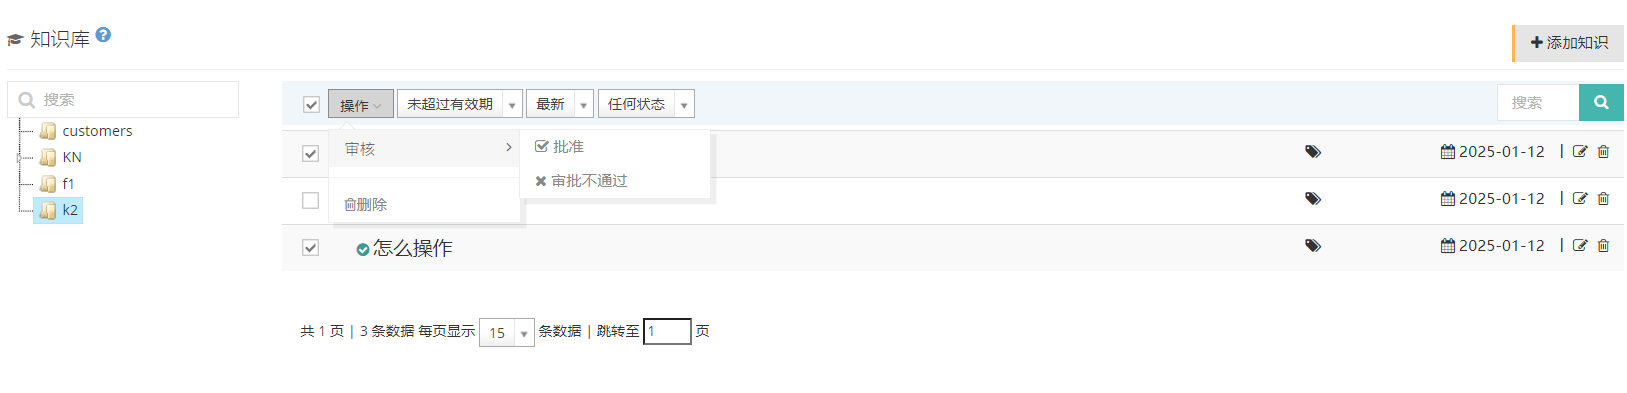 知识库
添加知识
搜索
customers
KN
f1
k2
操作 未超过有效期 最新 任何状态 搜索
审核
批准
审批不通过
删除
2025-01-12 |
2025-01-12 |
怎么操作 2025-01-12 |
共 1 页 | 3 条数据 每页显示 15 条数据 | 跳转至 1 页